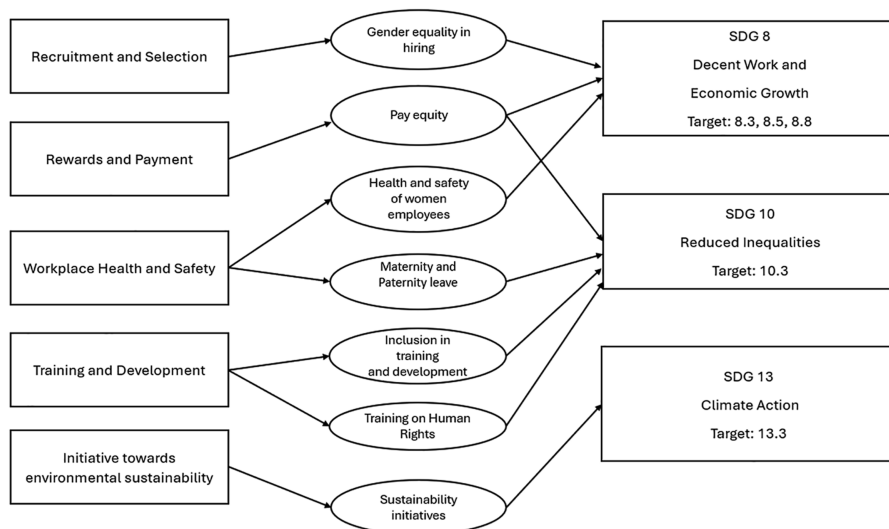 Recruitment and Selection
Rewards and Payment
Workplace Health and Safety
Training and Development
Initiative towards
environmental sustainability
Gender equality in
hiring
Pay equity
Health and safety
of women
employees
Maternity and
Paternity leave
Inclusion in
training
and development
Training on Human
Rights
Sustainability
initiatives
SDG 8
Decent Work and
Economic Growth
Target: 8.3, 8.5, 8.8
SDG 10
Reduced Inequalities
Target: 10.3
SDG 13
Climate Action
Target: 13.3